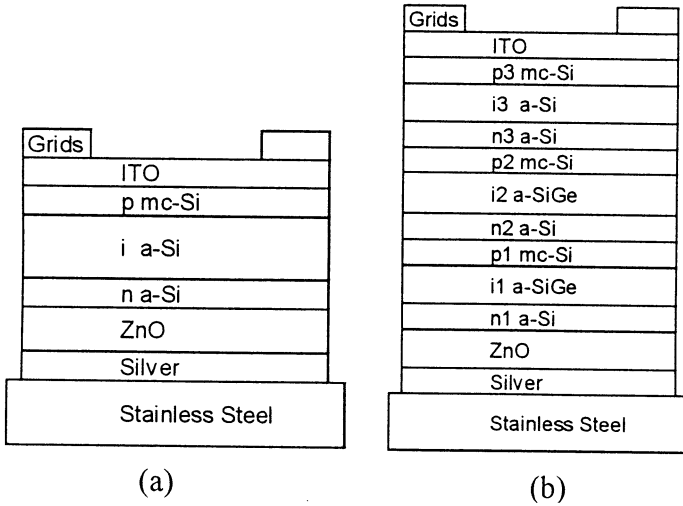 Grids
ITO
p mc-Si
i a-Si
n a-Si
ZnO
Silver
Stainless Steel
(a)
Grids
ITO
p3 mc-Si
i3 a-Si
n3 a-Si
p2 mc-Si
i2 a-SiGe
n2 a-Si
p1 mc-Si
i1 a-SiGe
n1 a-Si
ZnO
Silver
Stainless Steel
(b)